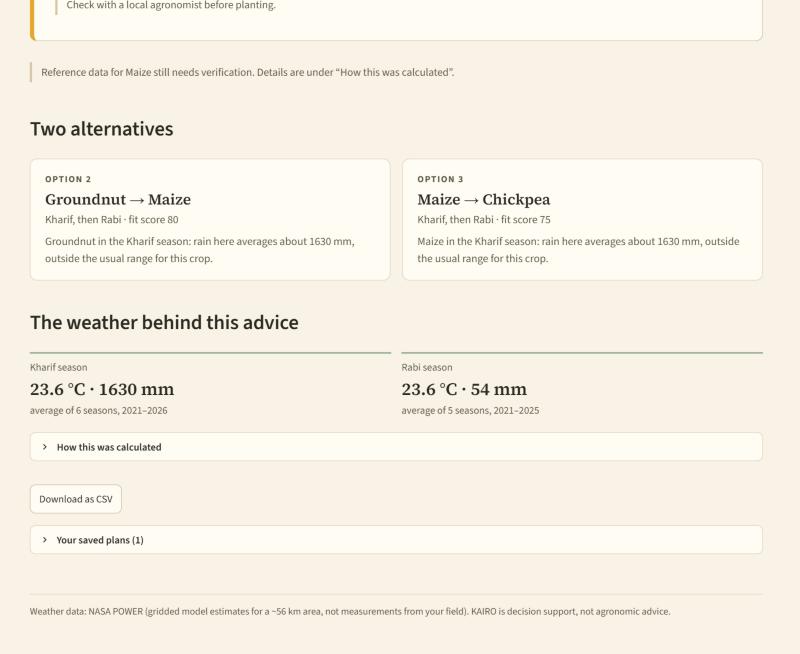 Check with a local agronomist before planting.
Reference data for Maize still needs verification. Details are under “How this was calculated”.
Two alternatives
OPTION 2
Groundnut → Maize
Kharif, then Rabi · fit score 80
Groundnut in the Kharif season: rain here averages about 1630 mm,
outside the usual range for this crop.
OPTION 3
Maize → Chickpea
Kharif, then Rabi · fit score 75
Maize in the Kharif season: rain here averages about 1630 mm, outside
the usual range for this crop.
The weather behind this advice
Kharif season
23.6 °C · 1630 mm
average of 6 seasons, 2021–2026
Rabi season
23.6 °C · 54 mm
average of 5 seasons, 2021–2025
How this was calculated
Download as CSV
Your saved plans (1)
Weather data: NASA POWER (gridded model estimates for a ~56 km area, not measurements from your field). KAIRO is decision support, not agronomic advice.